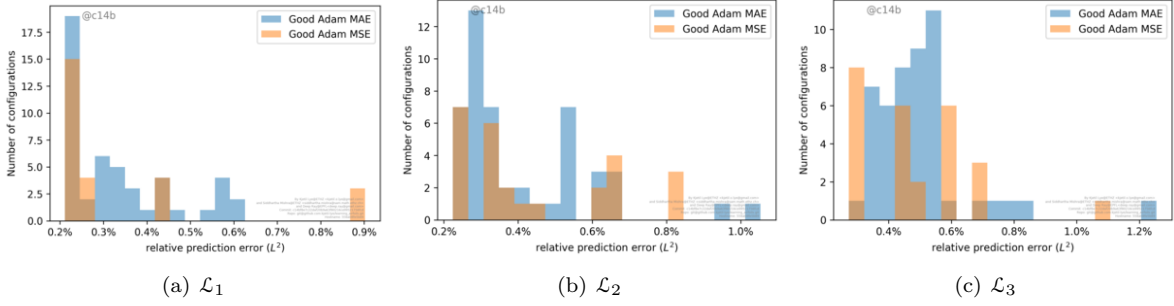 @c14b
Good Adam MAE
Good Adam MSE
Number of configurations
17.5
15.0
12.5
10.0
7.5
5.0
2.5
0.0
0.2% 0.3% 0.4% 0.5% 0.6% 0.7% 0.8% 0.9%
relative prediction error (L²)
(a) ℒ₁
@c14b
Good Adam MAE
Good Adam MSE
Number of configurations
12
10
8
6
4
2
0
0.2% 0.4% 0.6% 0.8% 1.0%
relative prediction error (L²)
(b) ℒ₂
@c14b
Good Adam MAE
Good Adam MSE
Number of configurations
10
8
6
4
2
0
0.4% 0.6% 0.8% 1.0% 1.2%
relative prediction error (L²)
(c) ℒ₃